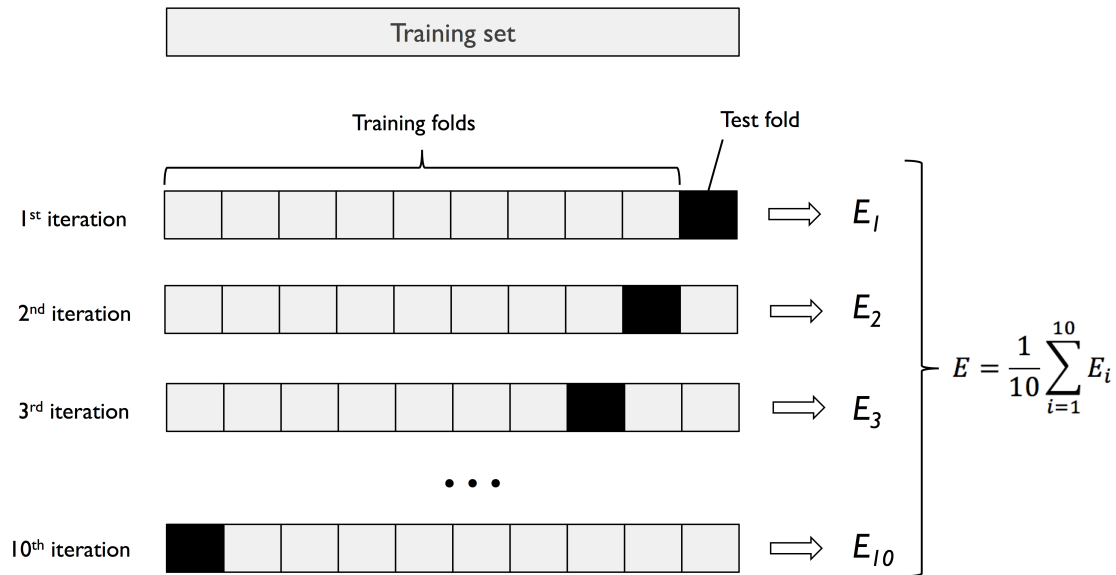 Training set
Training folds
Test fold
1st iteration
E1
2nd iteration
E2
E = 1/10 ∑ i=1 10 Ei
3rd iteration
E3
...
10th iteration
E10